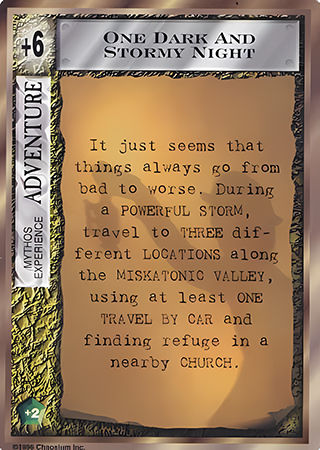 +6
ONE DARK AND
STORMY NIGHT
MYTHOS
EXPERIENCE
ADVENTURE
It just seems that
things always go from
bad to worse. During
a POWERFUL STORM,
travel to THREE dif-
ferent LOCATIONS along
the MISKATONIC VALLEY,
using at least ONE
TRAVEL BY CAR and
finding refuge in a
nearby CHURCH.
+2
©1996 Chaosium Inc.